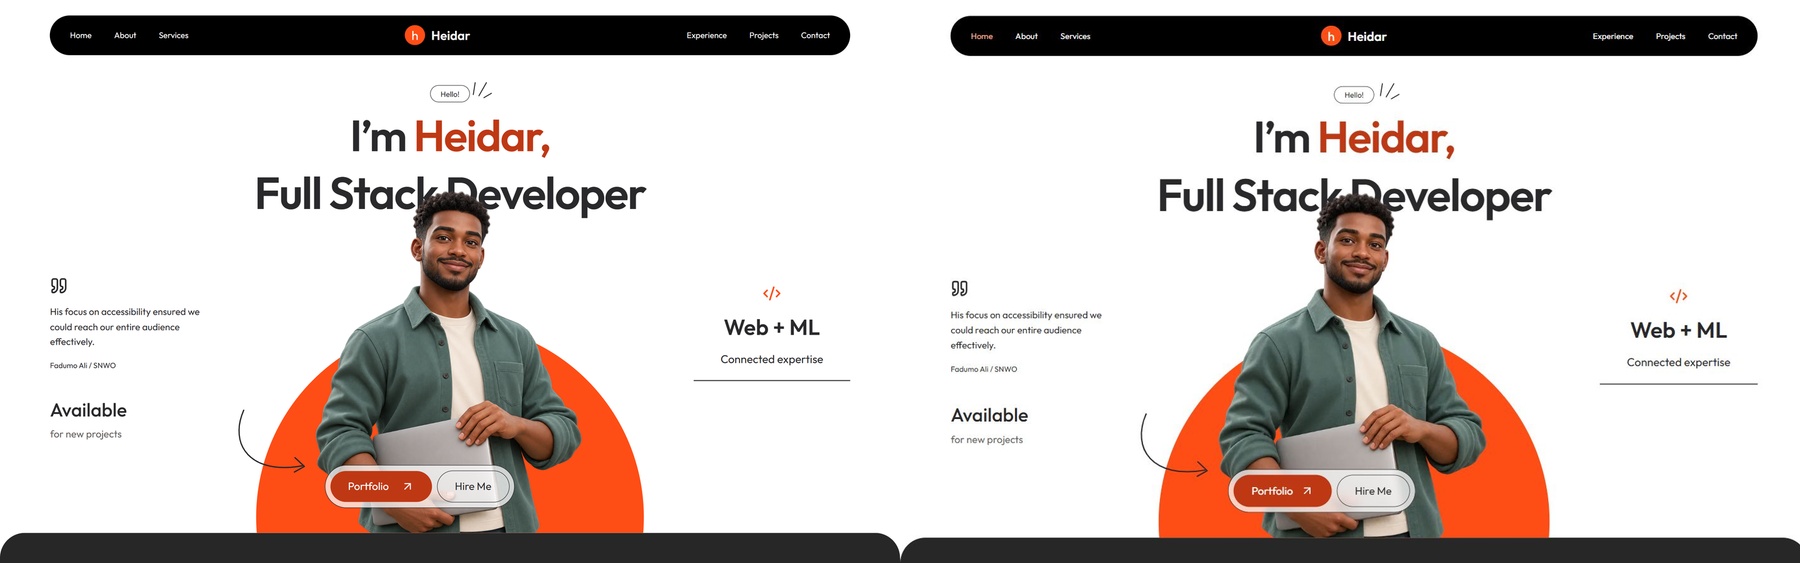 Home About Services h Heidar Experience Projects Contact
Hello!
I'm Heidar,
Full Stack Developer
His focus on accessibility ensured we
could reach our entire audience
effectively.
Fadumo Ali / SNWO
Available
for new projects
</>
Web + ML
Connected expertise
Portfolio Hire Me
Home About Services h Heidar Experience Projects Contact
Hello!
I'm Heidar,
Full Stack Developer
His focus on accessibility ensured we
could reach our entire audience
effectively.
Fadumo Ali / SNWO
Available
for new projects
</>
Web + ML
Connected expertise
Portfolio Hire Me